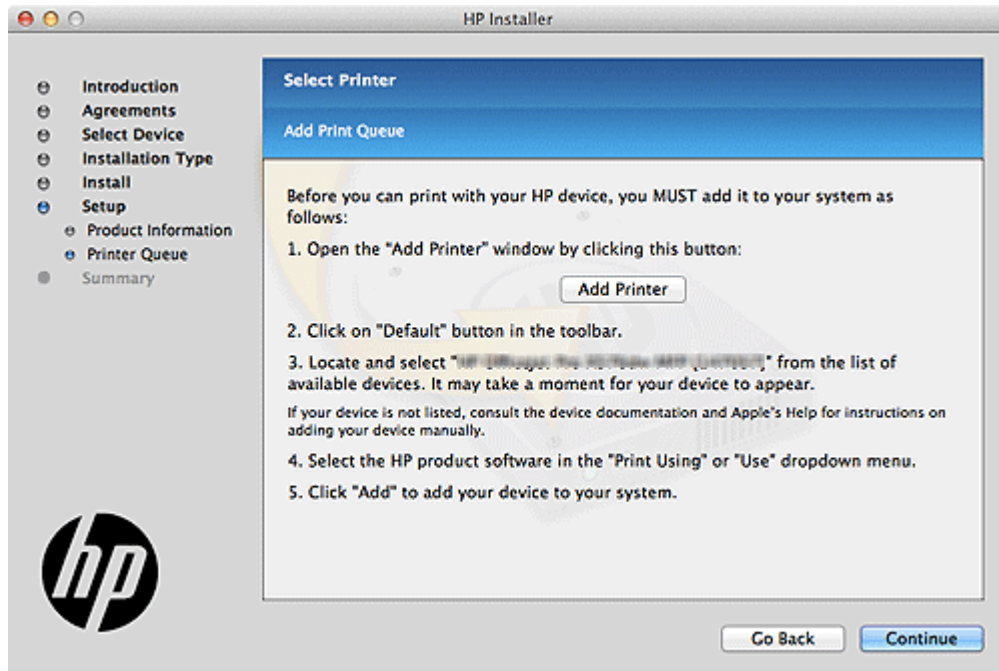 HP Installer
Introduction
Agreements
Select Device
Installation Type
Install
Setup
Product Information
Printer Queue
Summary
Select Printer
Add Print Queue
Before you can print with your HP device, you MUST add it to your system as
follows:
1. Open the "Add Printer" window by clicking this button:
Add Printer
2. Click on "Default" button in the toolbar.
3. Locate and select "" from the list of
available devices. It may take a moment for your device to appear.
If your device is not listed, consult the device documentation and Apple's Help for instructions on
adding your device manually.
4. Select the HP product software in the "Print Using" or "Use" dropdown menu.
5. Click "Add" to add your device to your system.
hp
Go Back
Continue